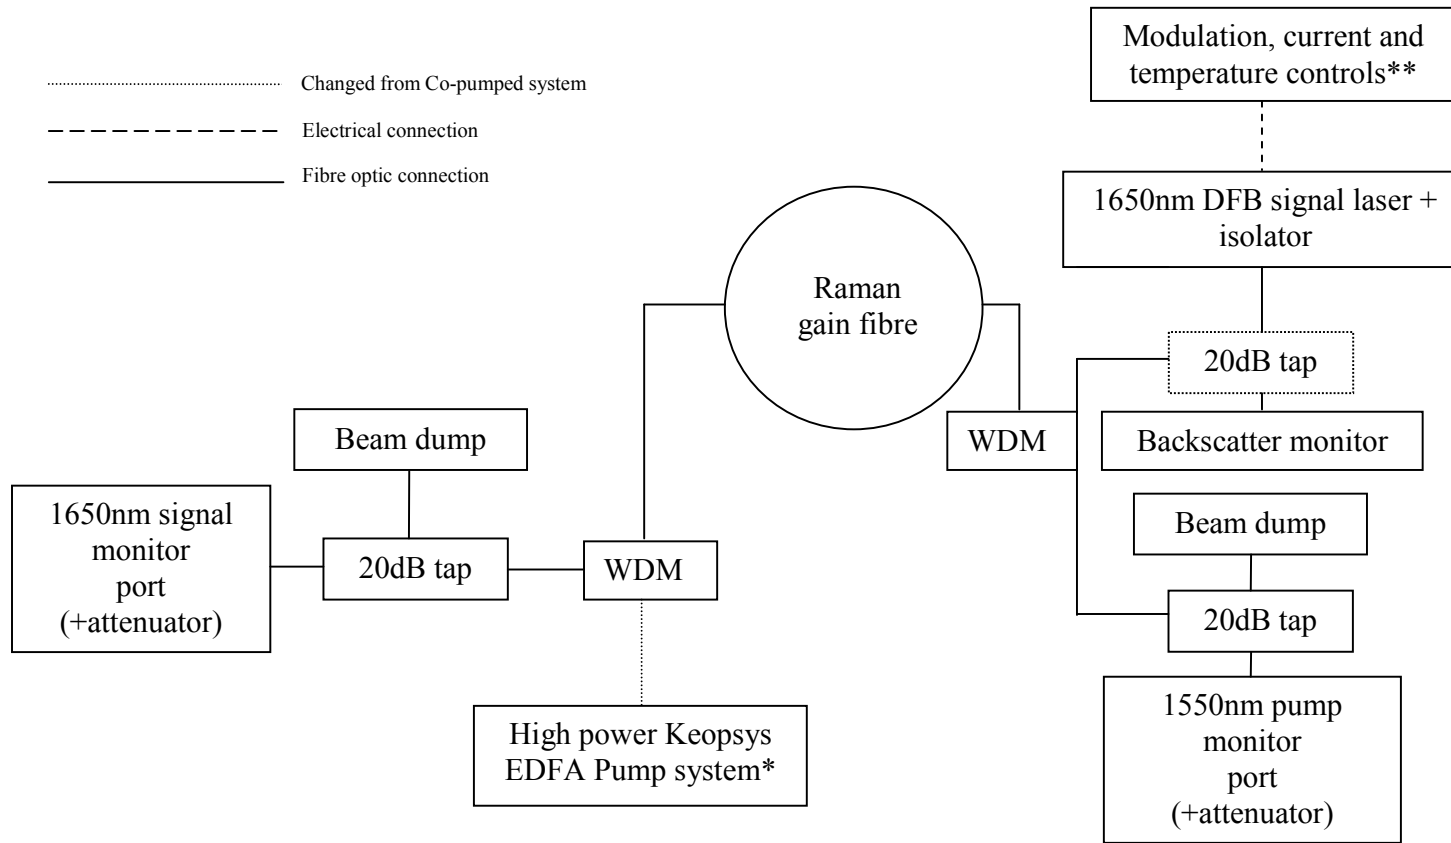 Changed from Co-pumped system
Electrical connection
Fibre optic connection
Modulation, current and
temperature controls**
1650nm DFB signal laser +
isolator
Raman
gain fibre
20dB tap
Backscatter monitor
WDM
Beam dump
20dB tap
1550nm pump
monitor
port
(+attenuator)
Beam dump
1650nm signal
monitor
port
(+attenuator)
20dB tap
WDM
High power Keopsys
EDFA Pump system*